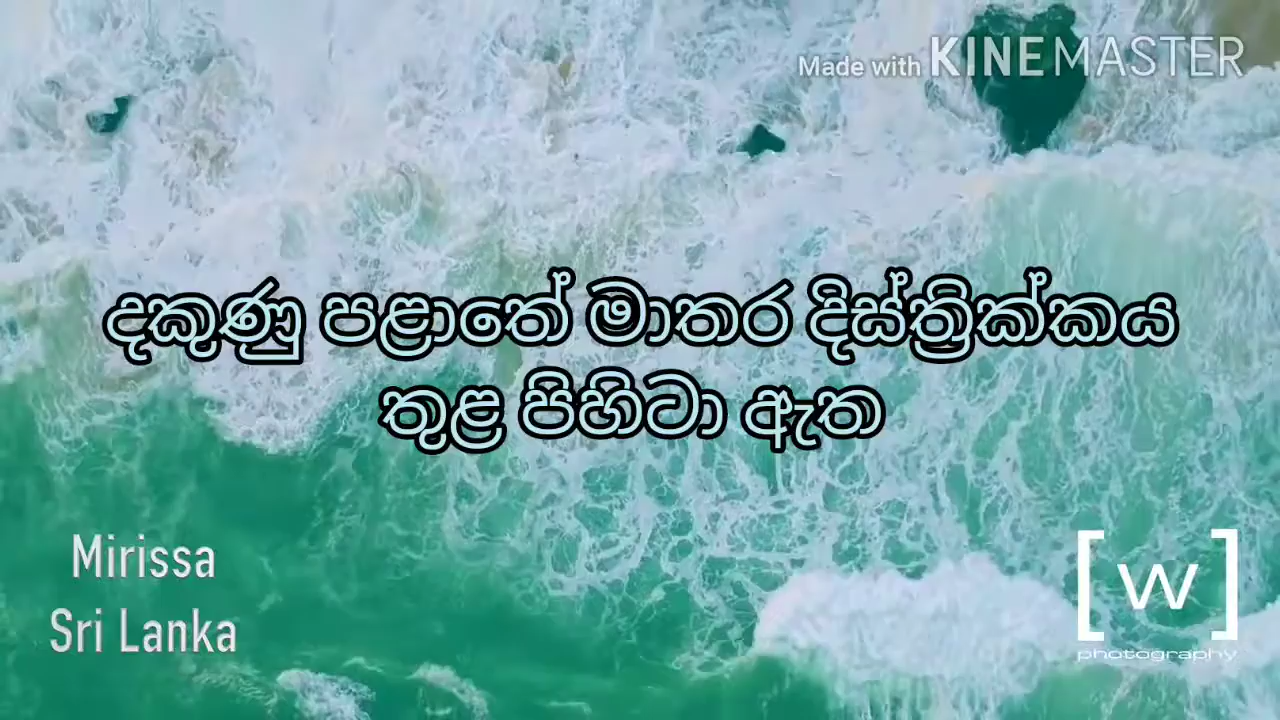 Made with KINEMASTER
දකුණු පළාතේ මාතර දිස්ත්‍රික්කය
තුළ පිහිටා ඇත
Mirissa
Sri Lanka
[w]
photography